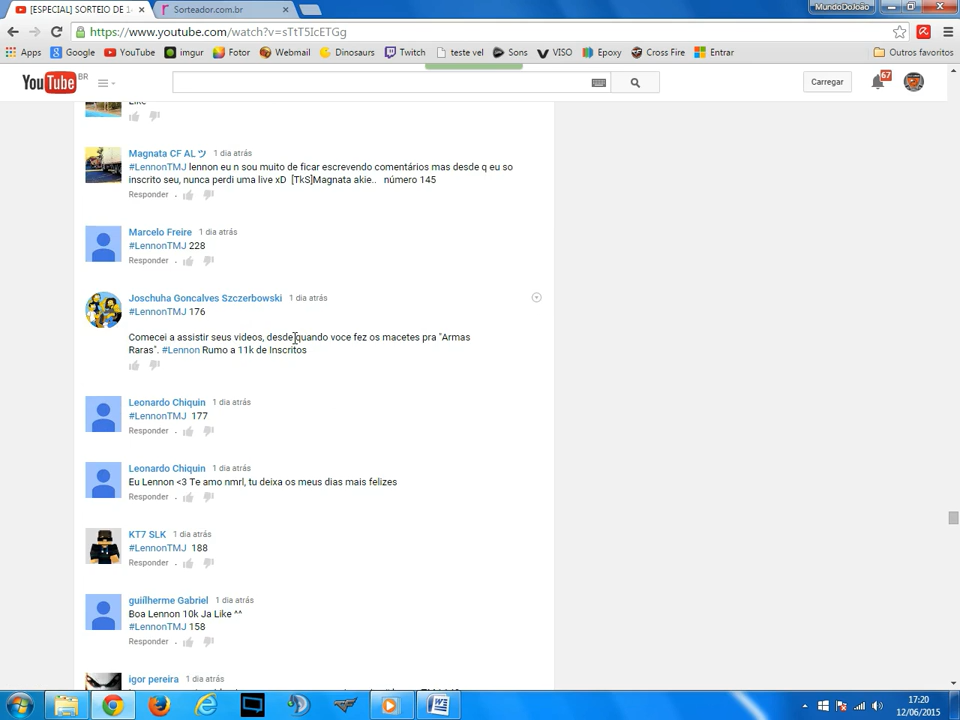 [ESPECIAL] SORTEIO DE 1
Sorteador.com.br
MundoDoJoão
https://www.youtube.com/watch?v=sTtT5IcETGg
Apps Google YouTube imgur Fotor Webmail Dinosaurs Twitch teste vel Sons VISO Epoxy Cross Fire Entrar Outros favoritos
YouTube BR
Carregar 67
Like
Magnata CF AL ツ 1 dia atrás
#LennonTMJ lennon eu n sou muito de ficar escrevendo comentários mas desde q eu so
inscrito seu, nunca perdi uma live xD [TkS]Magnata akie.. número 145
Responder
Marcelo Freire 1 dia atrás
#LennonTMJ 228
Responder
Joschuha Goncalves Szczerbowski 1 dia atrás
#LennonTMJ 176
Comecei a assistir seus videos, desde quando voce fez os macetes pra "Armas
Raras". #Lennon Rumo a 11k de Inscritos
Leonardo Chiquin 1 dia atrás
#LennonTMJ 177
Responder
Leonardo Chiquin 1 dia atrás
Eu Lennon <3 Te amo nmrl, tu deixa os meus dias mais felizes
Responder
KT7 SLK 1 dia atrás
#LennonTMJ 188
Responder
guiilherme Gabriel 1 dia atrás
Boa Lennon 10k Ja Like ^^
#LennonTMJ 158
Responder
igor pereira 1 dia atrás
17:20
12/06/2015